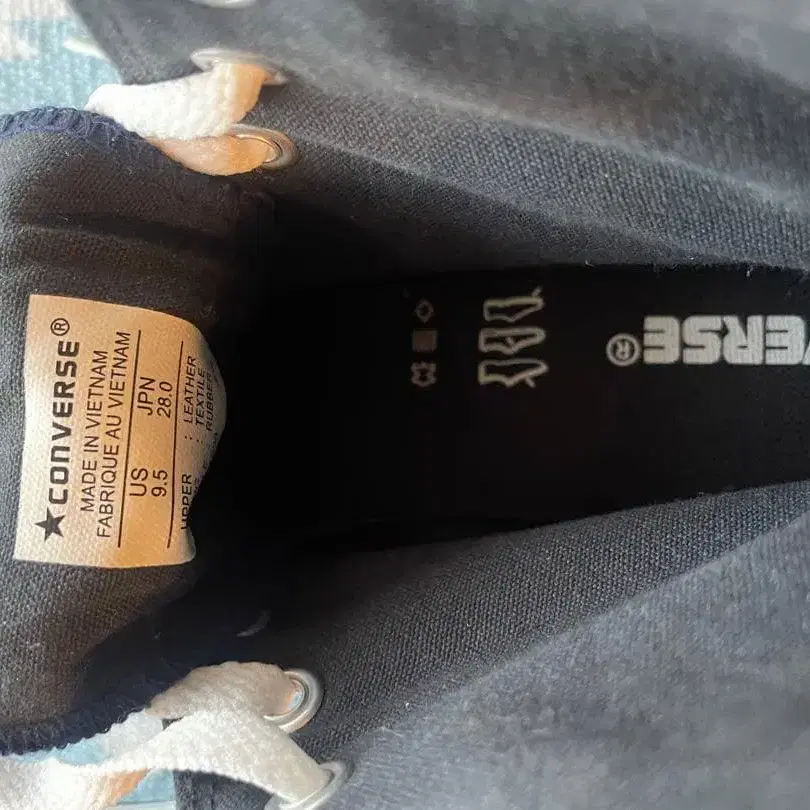 ★CONVERSE®
MADE IN VIETNAM
FABRIQUE AU VIETNAM
US JPN
9.5 28.0
UPPER : LEATHER
: TEXTILE
: RUBBER
VERSE®